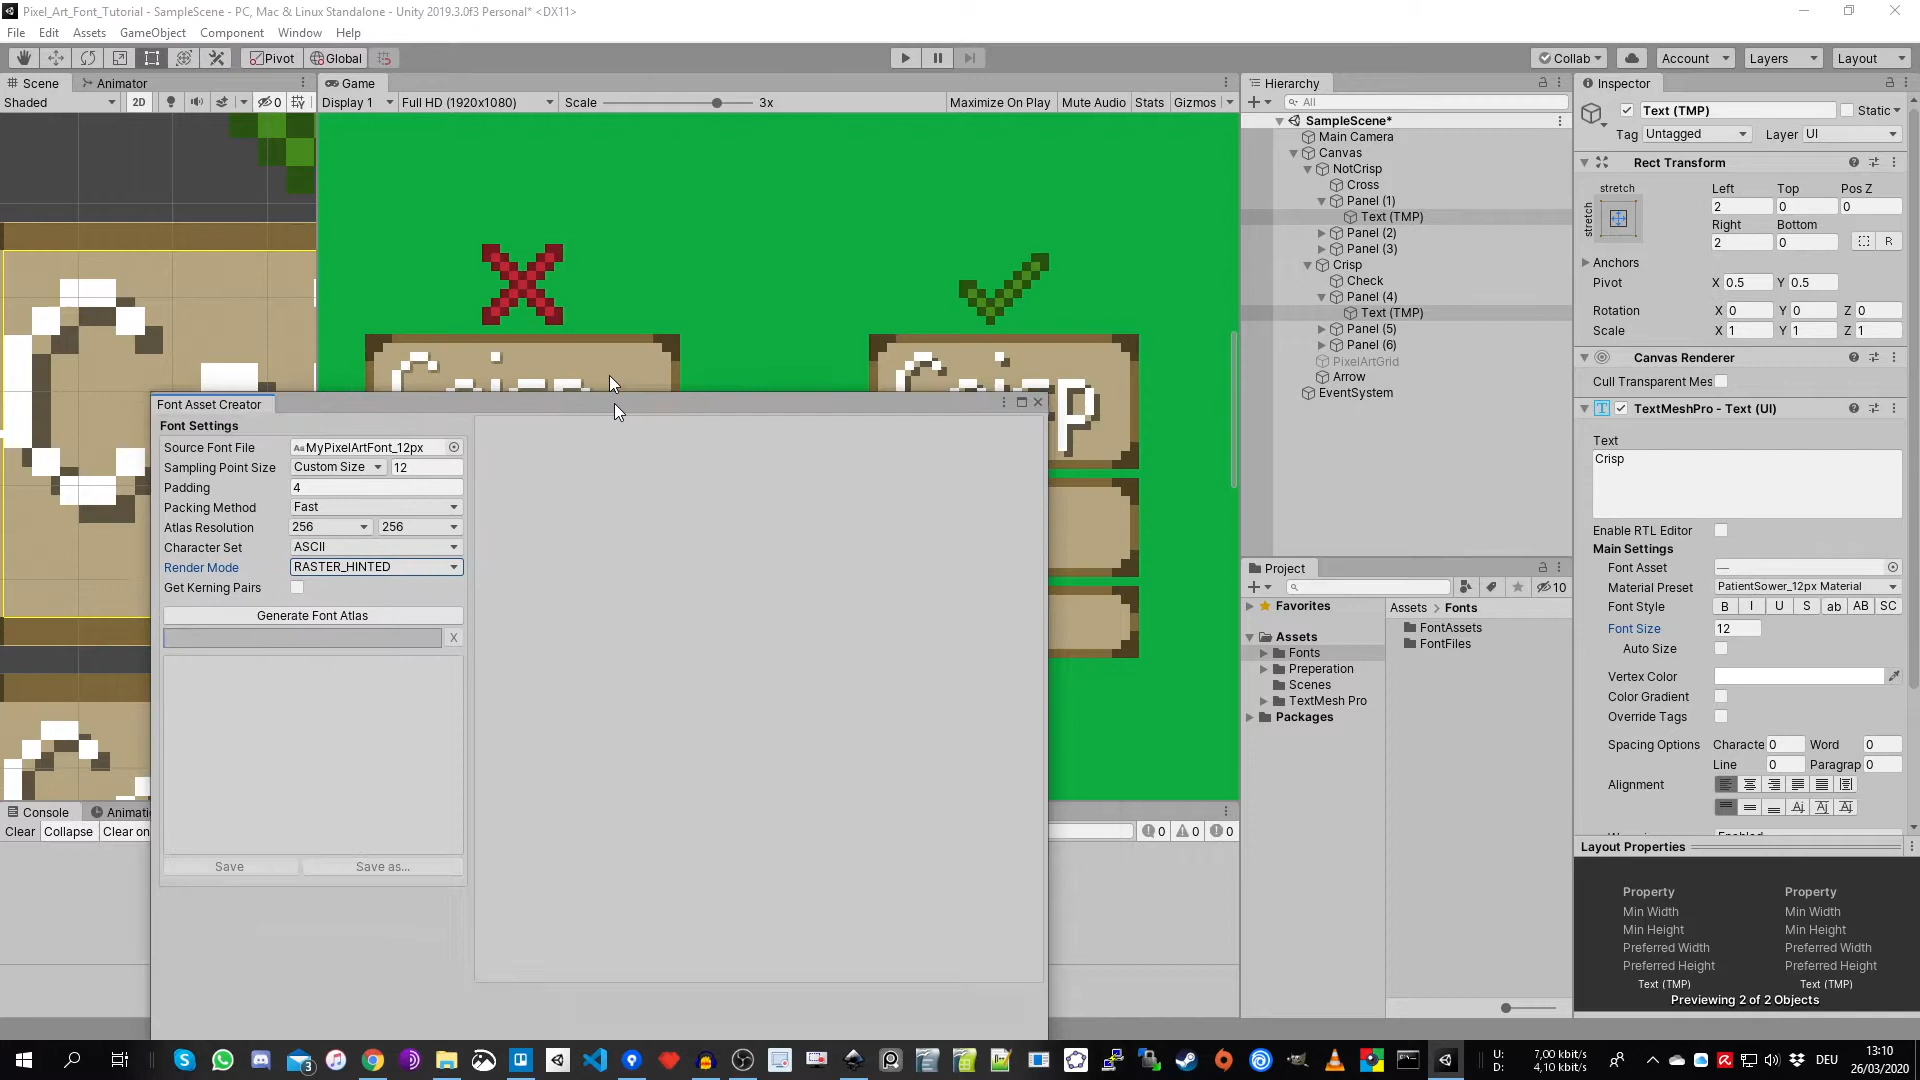 Pixel_Art_Font_Tutorial - SampleScene - PC, Mac & Linux Standalone - Unity 2019.3.0f3 Personal* <DX11>
File Edit Assets GameObject Component Window Help
Pivot Global Collab Account Layers Layout
Scene Animator
Shaded 2D 0
Game
Display 1 Full HD (1920x1080) Scale 3x Maximize On Play Mute Audio Stats Gizmos
Crisp
Crisp
Font Asset Creator
Font Settings
Source Font File MyPixelArtFont_12px
Sampling Point Size Custom Size 12
Padding 4
Packing Method Fast
Atlas Resolution 256 256
Character Set ASCII
Render Mode RASTER_HINTED
Get Kerning Pairs
Generate Font Atlas
X
Save Save as...
Console Animati
Clear Collapse Clear on
0 0 0
Hierarchy
All
SampleScene*
Main Camera
Canvas
NotCrisp
Cross
Panel (1)
Text (TMP)
Panel (2)
Panel (3)
Crisp
Check
Panel (4)
Text (TMP)
Panel (5)
Panel (6)
PixelArtGrid
Arrow
EventSystem
Project
10
Favorites
Assets
Fonts
Preperation
Scenes
TextMesh Pro
Packages
Assets > Fonts
FontAssets
FontFiles
Inspector
Text (TMP) Static
Tag Untagged Layer UI
Rect Transform
stretch
stretch
Left Top Pos Z
2 0 0
Right Bottom
2 0 R
Anchors
Pivot X 0.5 Y 0.5
Rotation X 0 Y 0 Z 0
Scale X 1 Y 1 Z 1
Canvas Renderer
Cull Transparent Mes
TextMeshPro - Text (UI)
Text
Crisp
Enable RTL Editor
Main Settings
Font Asset —
Material Preset PatientSower_12px Material
Font Style B I U S ab AB SC
Font Size 12
Auto Size
Vertex Color
Color Gradient
Override Tags
Spacing Options Characte 0 Word 0
Line 0 Paragrap 0
Alignment
Layout Properties
Property Property
Min Width Min Width
Min Height Min Height
Preferred Width Preferred Width
Preferred Height Preferred Height
Text (TMP) Text (TMP)
Previewing 2 of 2 Objects
3
U: 7,00 kbit/s
D: 4,10 kbit/s
DEU
13:10
26/03/2020